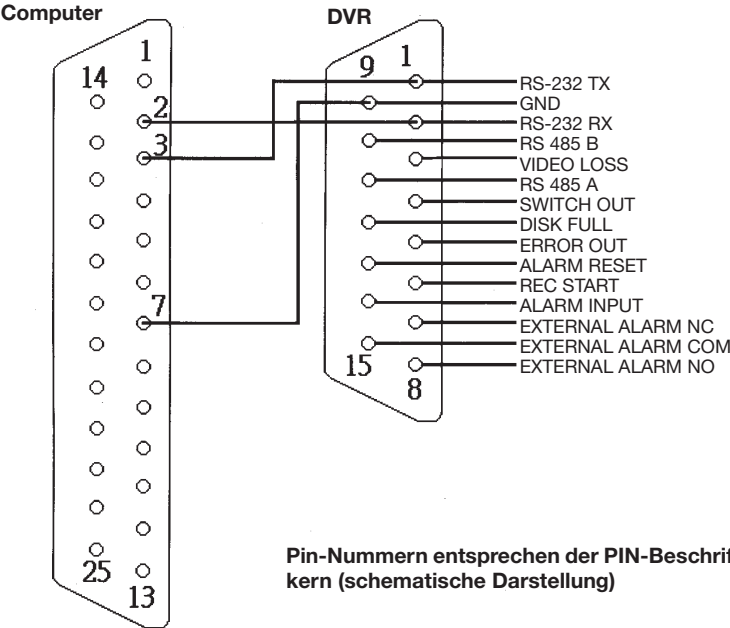 Computer
DVR
1
14
2
3
7
25
13
9
1
15
8
RS-232 TX
GND
RS-232 RX
RS 485 B
VIDEO LOSS
RS 485 A
SWITCH OUT
DISK FULL
ERROR OUT
ALARM RESET
REC START
ALARM INPUT
EXTERNAL ALARM NC
EXTERNAL ALARM COM
EXTERNAL ALARM NO
Pin-Nummern entsprechen der PIN-Beschrif
kern (schematische Darstellung)